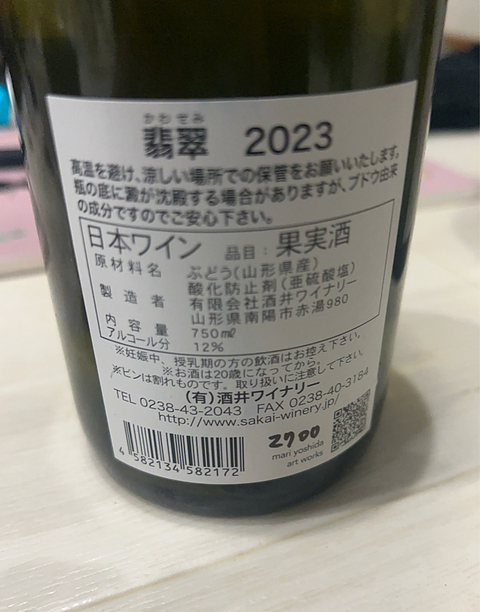 かわせみ
翡翠 2023
高温を避け、涼しい場所での保管をお願いいたします。
瓶の底に澱が沈殿する場合がありますが、ブドウ由来
の成分ですのでご安心下さい。
日本ワイン 品目：果実酒
原材料名 ぶどう(山形県産)
酸化防止剤(亜硫酸塩)
製造者 有限会社酒井ワイナリー
山形県南陽市赤湯980
内容量 750㎖
アルコール分 12%
※妊娠中、授乳期の方の飲酒はお控え下さい。
※お酒は20歳になってから。
※ビンは割れものです。取り扱いに注意して下さい。
(有)酒井ワイナリー
TEL 0238-43-2043 FAX 0238-40-3184
http://www.sakai-winery.jp/
4 582134 582172
2900
mari yoshida
art works